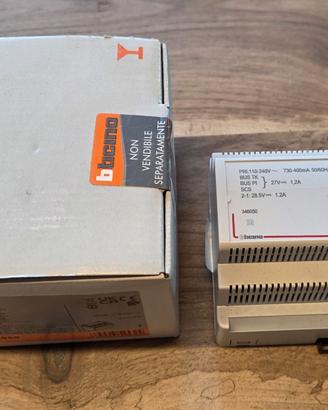 bticino
NON
VENDIBILE
SEPARATAMENTE
PRI: 110-240V~ 730-400mA 50/60H
BUS TK
BUS PI
27V⎓ 1,2A
SCS
2-1: 28.5V⎓ 1.2A
346050
bticino